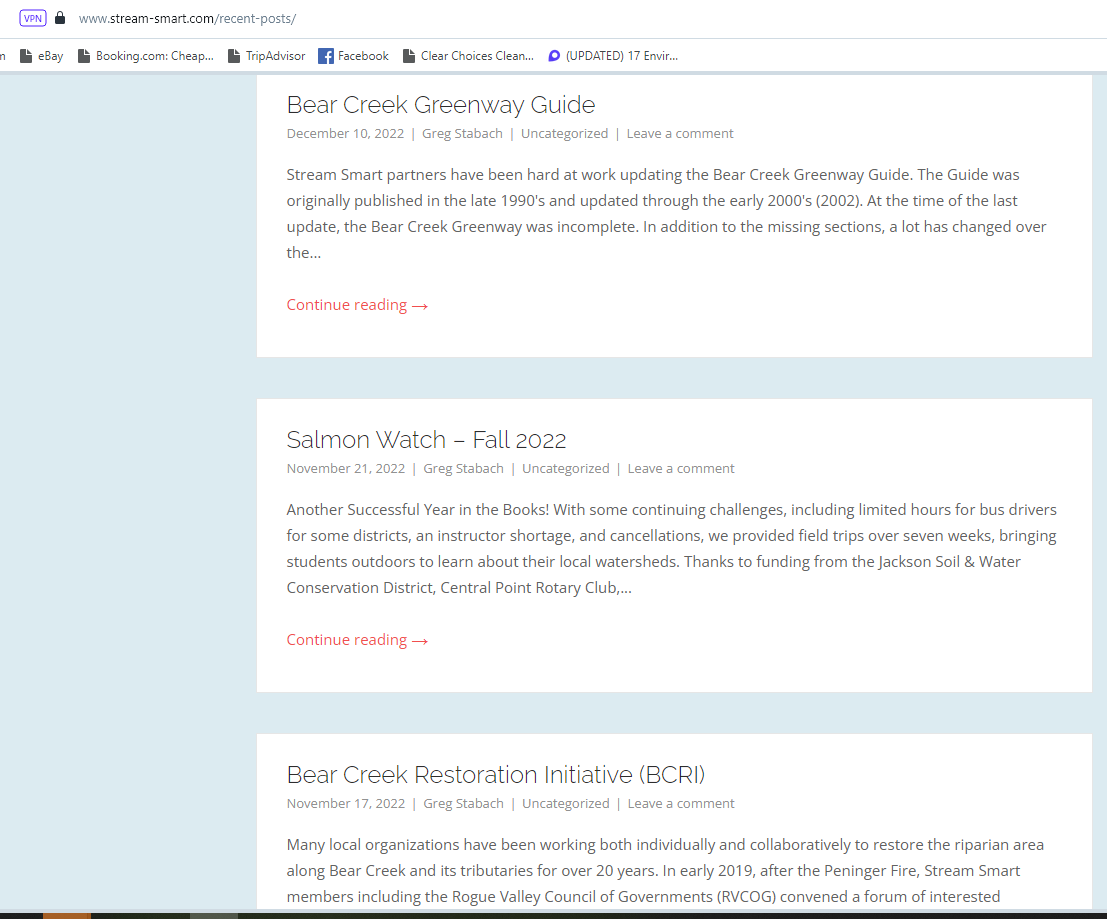 VPN www.stream-smart.com/recent-posts/
eBay Booking.com: Cheap... TripAdvisor Facebook Clear Choices Clean... (UPDATED) 17 Envir...
Bear Creek Greenway Guide
December 10, 2022 | Greg Stabach | Uncategorized | Leave a comment
Stream Smart partners have been hard at work updating the Bear Creek Greenway Guide. The Guide was
originally published in the late 1990's and updated through the early 2000's (2002). At the time of the last
update, the Bear Creek Greenway was incomplete. In addition to the missing sections, a lot has changed over
the...
Continue reading →
Salmon Watch – Fall 2022
November 21, 2022 | Greg Stabach | Uncategorized | Leave a comment
Another Successful Year in the Books! With some continuing challenges, including limited hours for bus drivers
for some districts, an instructor shortage, and cancellations, we provided field trips over seven weeks, bringing
students outdoors to learn about their local watersheds. Thanks to funding from the Jackson Soil & Water
Conservation District, Central Point Rotary Club,...
Continue reading →
Bear Creek Restoration Initiative (BCRI)
November 17, 2022 | Greg Stabach | Uncategorized | Leave a comment
Many local organizations have been working both individually and collaboratively to restore the riparian area
along Bear Creek and its tributaries for over 20 years. In early 2019, after the Peninger Fire, Stream Smart
members including the Rogue Valley Council of Governments (RVCOG) convened a forum of interested